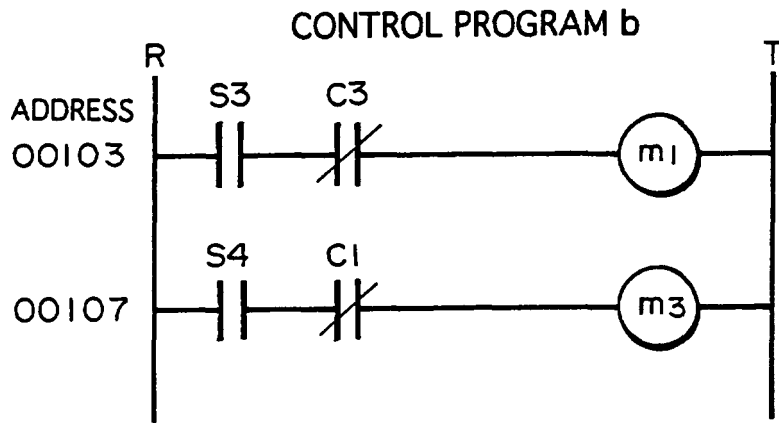 CONTROL PROGRAM b
R T
ADDRESS
S3 C3
00103 m1
S4 C1
00107 m3